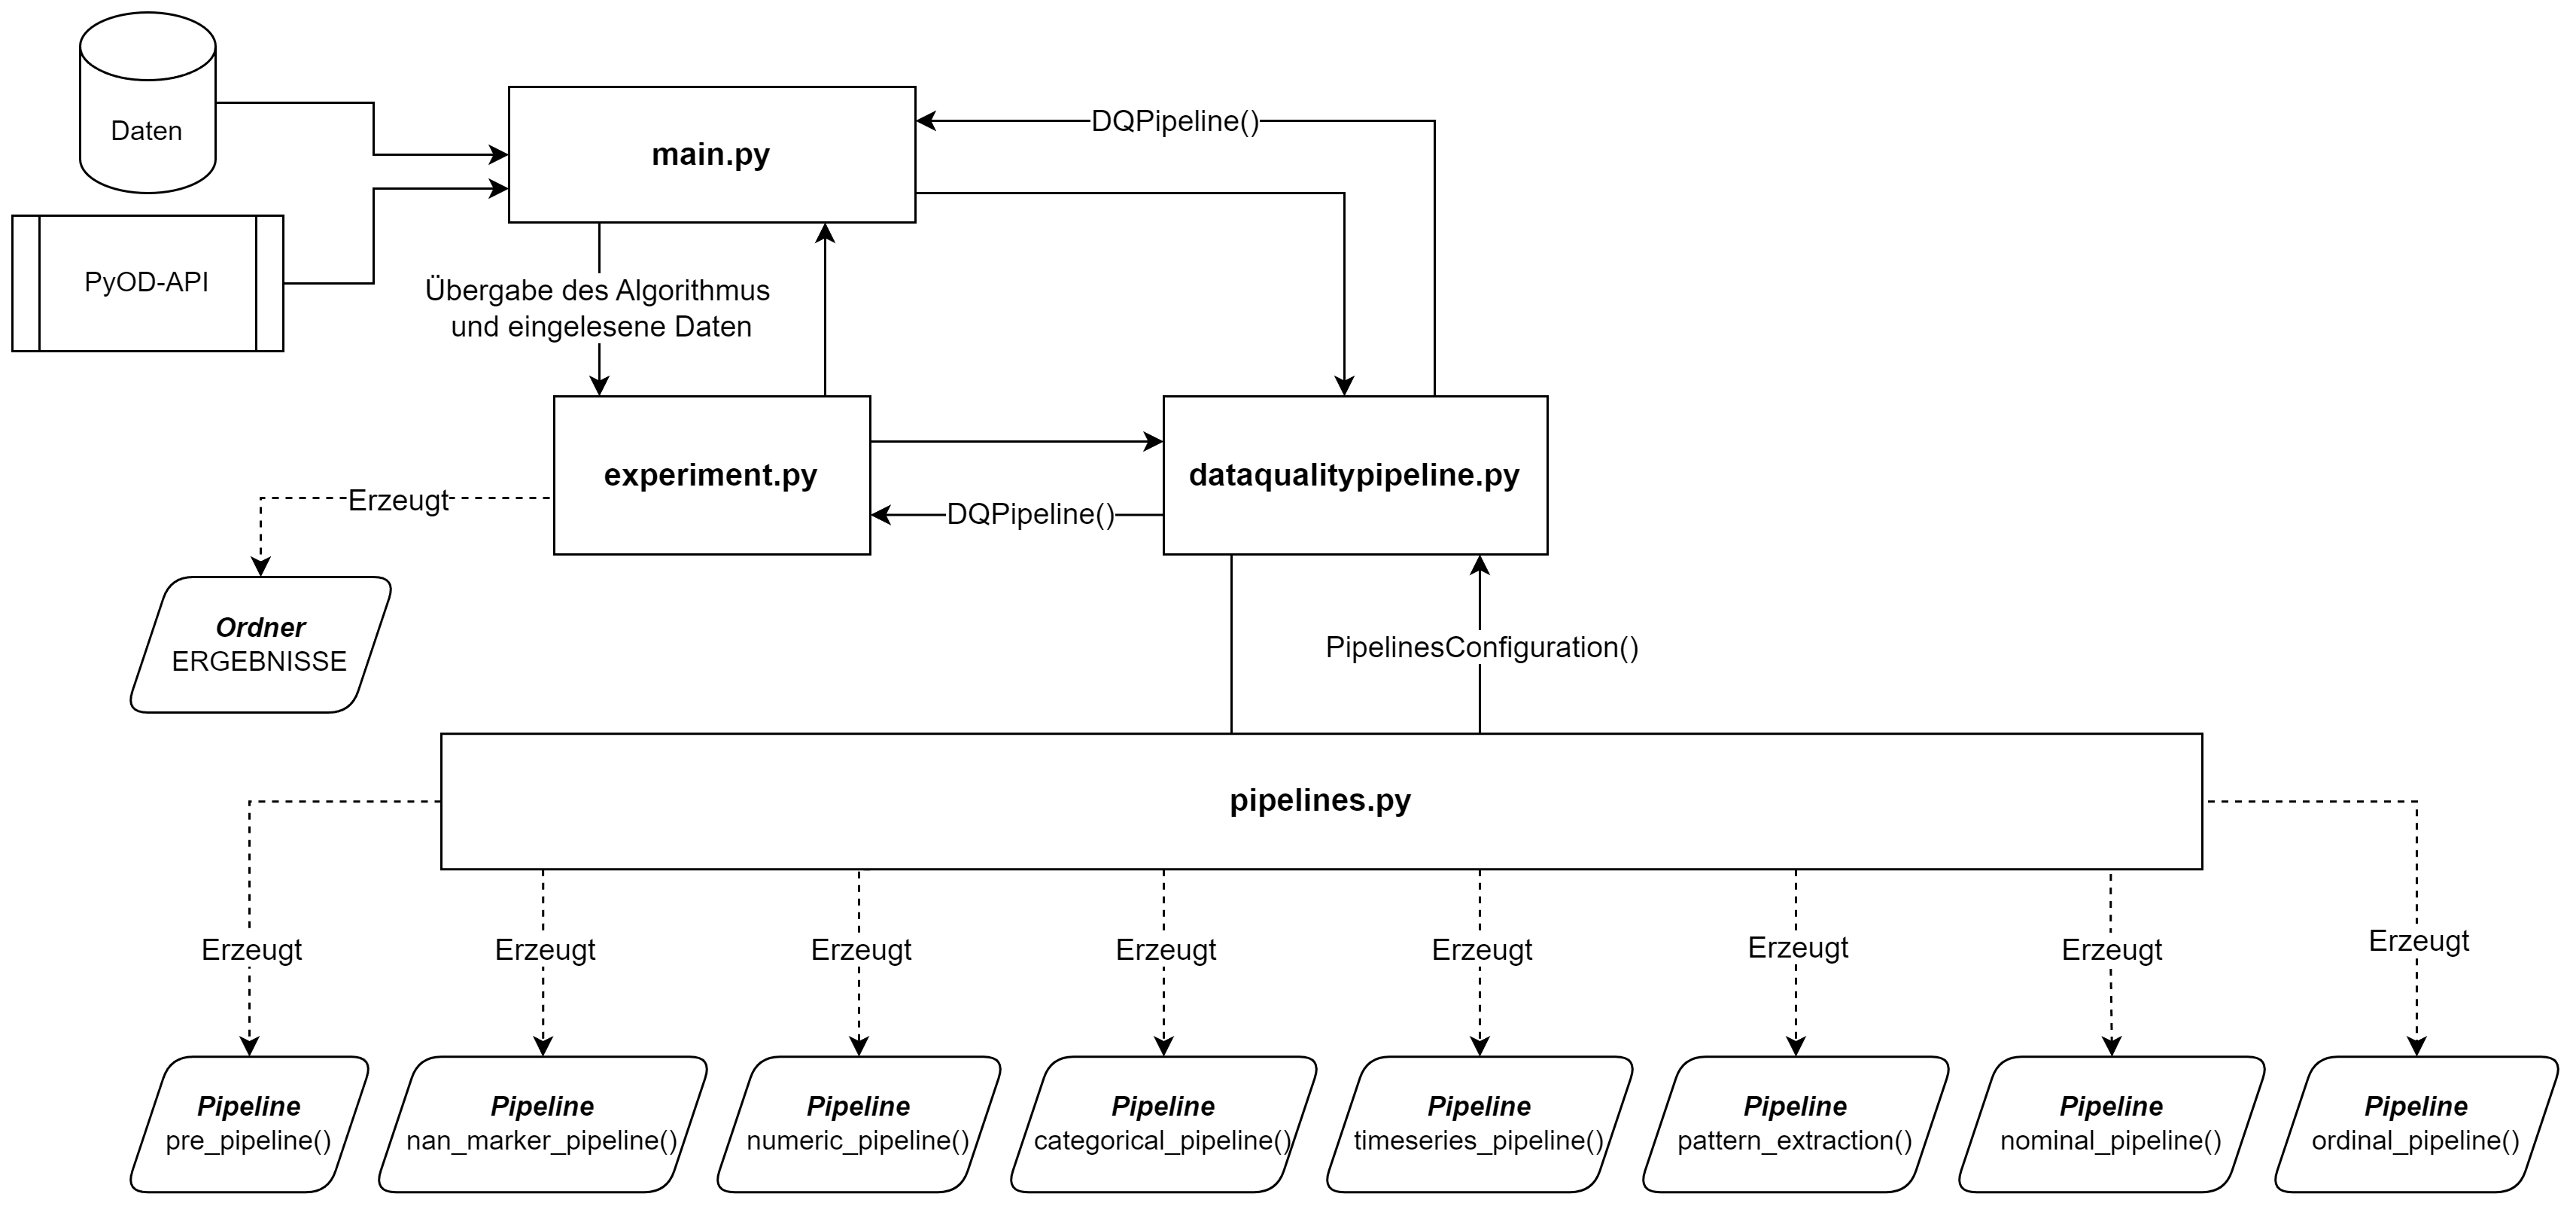 Daten
PyOD-API
main.py
DQPipeline()
Übergabe des Algorithmus
und eingelesene Daten
experiment.py
dataqualitypipeline.py
Erzeugt
DQPipeline()
Ordner
ERGEBNISSE
PipelinesConfiguration()
pipelines.py
Erzeugt
Erzeugt
Erzeugt
Erzeugt
Erzeugt
Erzeugt
Erzeugt
Erzeugt
Pipeline
pre_pipeline()
Pipeline
nan_marker_pipeline()
Pipeline
numeric_pipeline()
Pipeline
categorical_pipeline()
Pipeline
timeseries_pipeline()
Pipeline
pattern_extraction()
Pipeline
nominal_pipeline()
Pipeline
ordinal_pipeline()